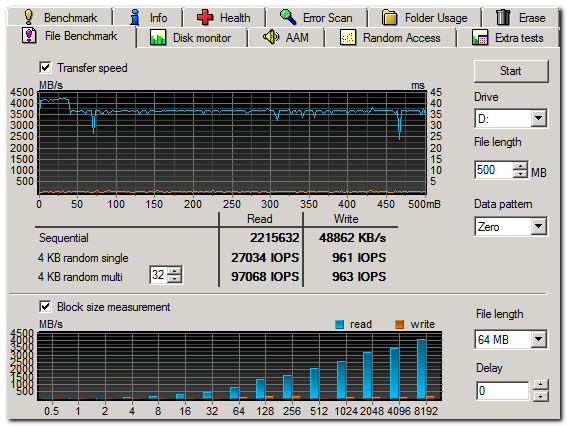 Benchmark Info Health Error Scan Folder Usage Erase
File Benchmark Disk monitor AAM Random Access Extra tests
Transfer speed
MB/s ms
4500 45
4000 40
3500 35
3000 30
2500 25
2000 20
1500 15
1000 10
500 5
0 50 100 150 200 250 300 350 400 450 500mB
Read Write
Sequential 2215632 48862 KB/s
4 KB random single 27034 IOPS 961 IOPS
4 KB random multi 32 97068 IOPS 963 IOPS
Start
Drive
D:
File length
500 MB
Data pattern
Zero
Block size measurement
MB/s read write
4500
4000
3500
3000
2500
2000
1500
1000
500
0.5 1 2 4 8 16 32 64 128 256 512 1024 2048 4096 8192
File length
64 MB
Delay
0